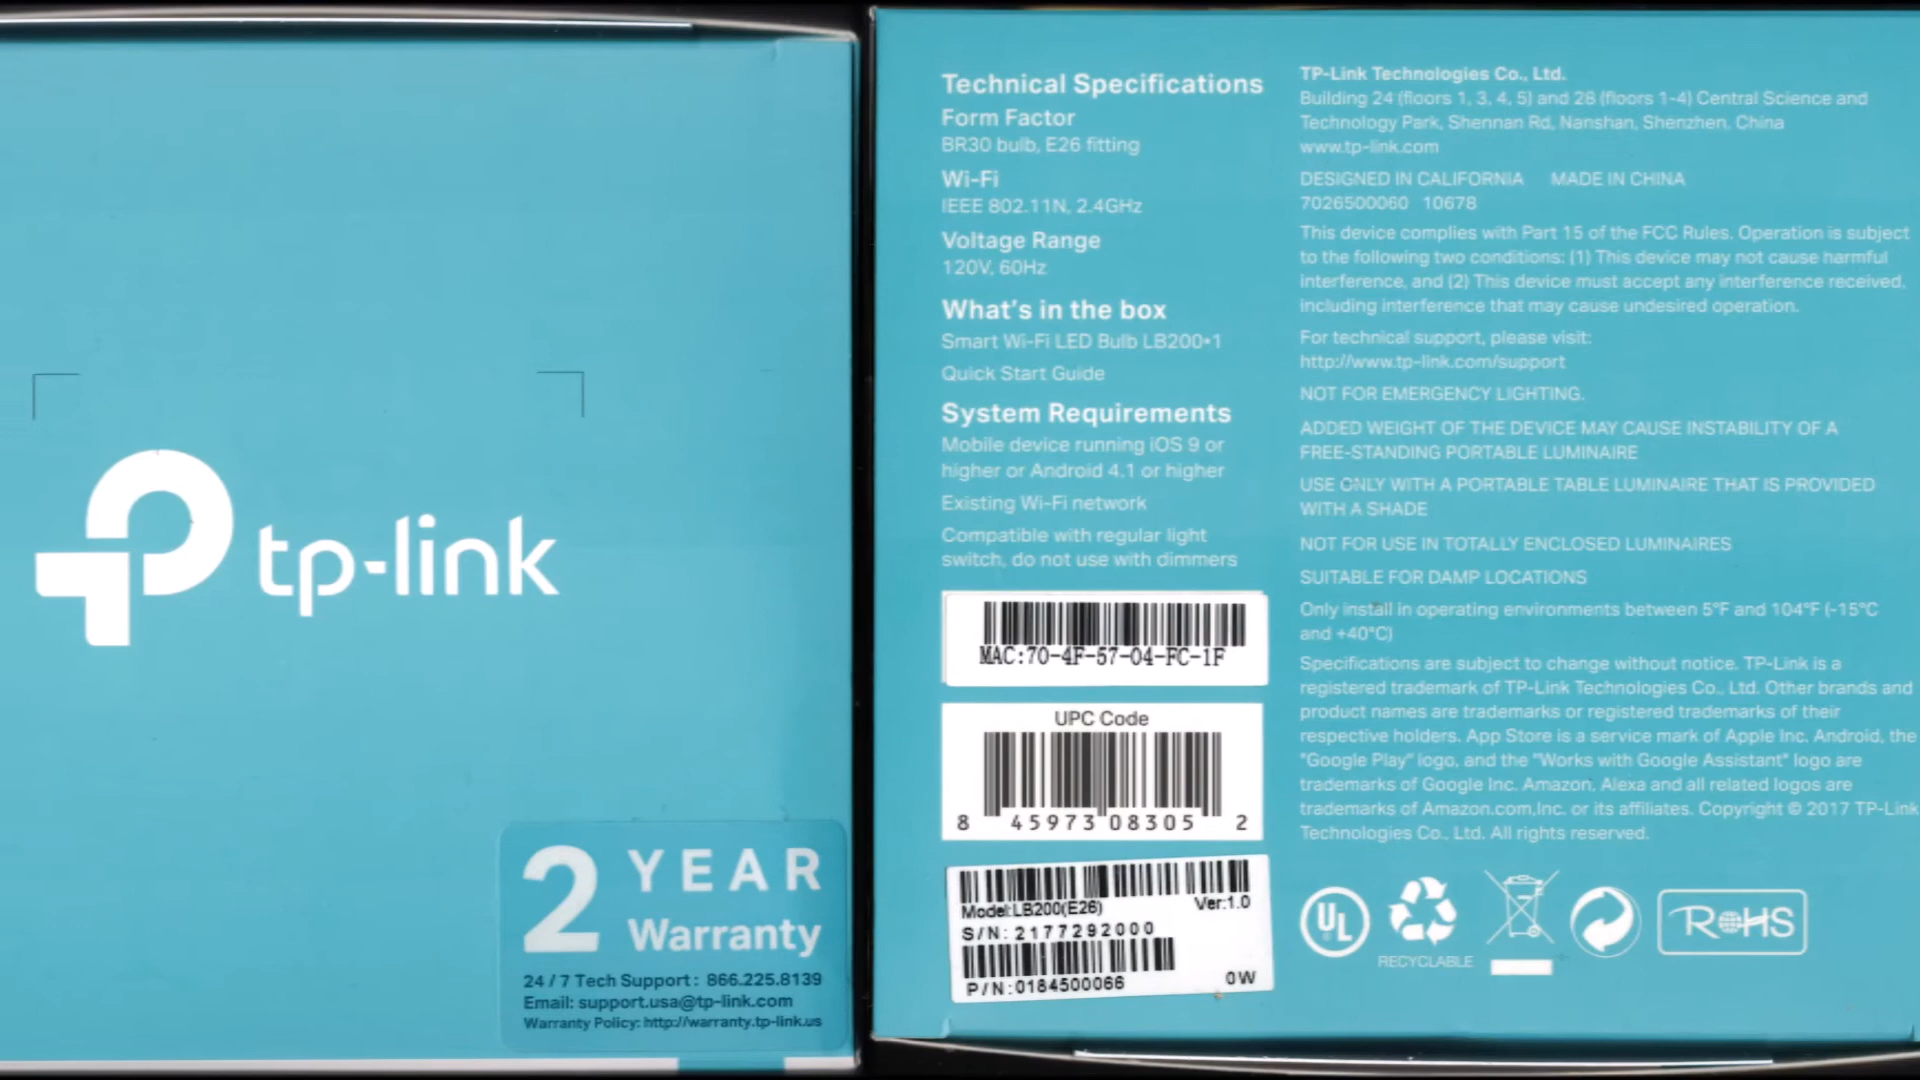 tp-link
2 YEAR
Warranty
24 / 7 Tech Support: 866.225.8139
Email: support.usa@tp-link.com
Warranty Policy: http://warranty.tp-link.us
Technical Specifications
Form Factor
BR30 bulb, E26 fitting
Wi-Fi
IEEE 802.11N, 2.4GHz
Voltage Range
120V, 60Hz
What's in the box
Smart Wi-Fi LED Bulb LB200*1
Quick Start Guide
System Requirements
Mobile device running iOS 9 or
higher or Android 4.1 or higher
Existing Wi-Fi network
Compatible with regular light
switch, do not use with dimmers
MAC:70-4F-57-04-FC-1F
UPC Code
8 45973 08305 2
Model:LB200(E26) Ver:1.0
S/N: 2177292000
P/N:0184500066 0W
TP-Link Technologies Co., Ltd.
Building 24 (floors 1, 3, 4, 5) and 28 (floors 1-4) Central Science and
Technology Park, Shennan Rd, Nanshan, Shenzhen, China
www.tp-link.com
DESIGNED IN CALIFORNIA MADE IN CHINA
7026500060 10678
This device complies with Part 15 of the FCC Rules. Operation is subject
to the following two conditions: (1) This device may not cause harmful
interference, and (2) This device must accept any interference received,
including interference that may cause undesired operation.
For technical support, please visit:
http://www.tp-link.com/support
NOT FOR EMERGENCY LIGHTING.
ADDED WEIGHT OF THE DEVICE MAY CAUSE INSTABILITY OF A
FREE-STANDING PORTABLE LUMINAIRE
USE ONLY WITH A PORTABLE TABLE LUMINAIRE THAT IS PROVIDED
WITH A SHADE
NOT FOR USE IN TOTALLY ENCLOSED LUMINAIRES
SUITABLE FOR DAMP LOCATIONS
Only install in operating environments between 5°F and 104°F (-15°C
and +40°C)
Specifications are subject to change without notice. TP-Link is a
registered trademark of TP-Link Technologies Co., Ltd. Other brands and
product names are trademarks or registered trademarks of their
respective holders. App Store is a service mark of Apple Inc. Android, the
"Google Play" logo, and the "Works with Google Assistant" logo are
trademarks of Google Inc. Amazon, Alexa and all related logos are
trademarks of Amazon.com,Inc. or its affiliates. Copyright © 2017 TP-Link
Technologies Co., Ltd. All rights reserved.
UL
RECYCLABLE
RoHS